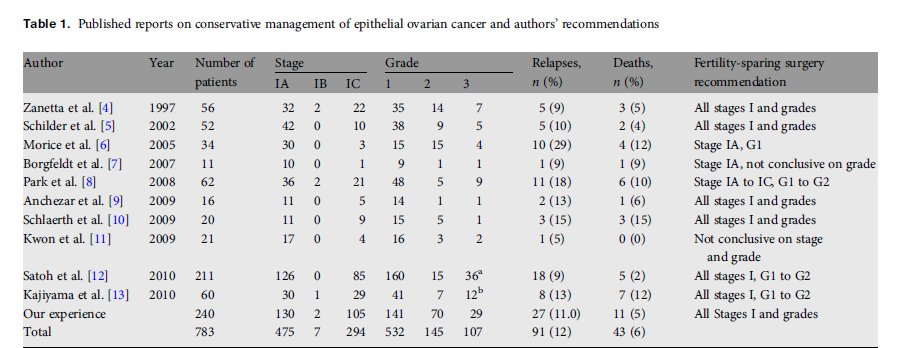 Table 1. Published reports on conservative management of epithelial ovarian cancer and authors' recommendations
Author Year Number of patients Stage Grade Relapses, n (%) Deaths, n (%) Fertility-sparing surgery recommendation
IA IB IC 1 2 3
Zanetta et al. [4] 1997 56 32 2 22 35 14 7 5 (9) 3 (5) All stages I and grades
Schilder et al. [5] 2002 52 42 0 10 38 9 5 5 (10) 2 (4) All stages I and grades
Morice et al. [6] 2005 34 30 0 3 15 15 4 10 (29) 4 (12) Stage IA, G1
Borgfeldt et al. [7] 2007 11 10 0 1 9 1 1 1 (9) 1 (9) Stage IA, not conclusive on grade
Park et al. [8] 2008 62 36 2 21 48 5 9 11 (18) 6 (10) Stage IA to IC, G1 to G2
Anchezar et al. [9] 2009 16 11 0 5 14 1 1 2 (13) 1 (6) All stages I and grades
Schlaerth et al. [10] 2009 20 11 0 9 15 5 1 3 (15) 3 (15) All stages I and grades
Kwon et al. [11] 2009 21 17 0 4 16 3 2 1 (5) 0 (0) Not conclusive on stage
and grade
Satoh et al. [12] 2010 211 126 0 85 160 15 36a 18 (9) 5 (2) All stages I, G1 to G2
Kajiyama et al. [13] 2010 60 30 1 29 41 7 12b 8 (13) 7 (12) All stages I, G1 to G2
Our experience 240 130 2 105 141 70 29 27 (11.0) 11 (5) All Stages I and grades
Total 783 475 7 294 532 145 107 91 (12) 43 (6)